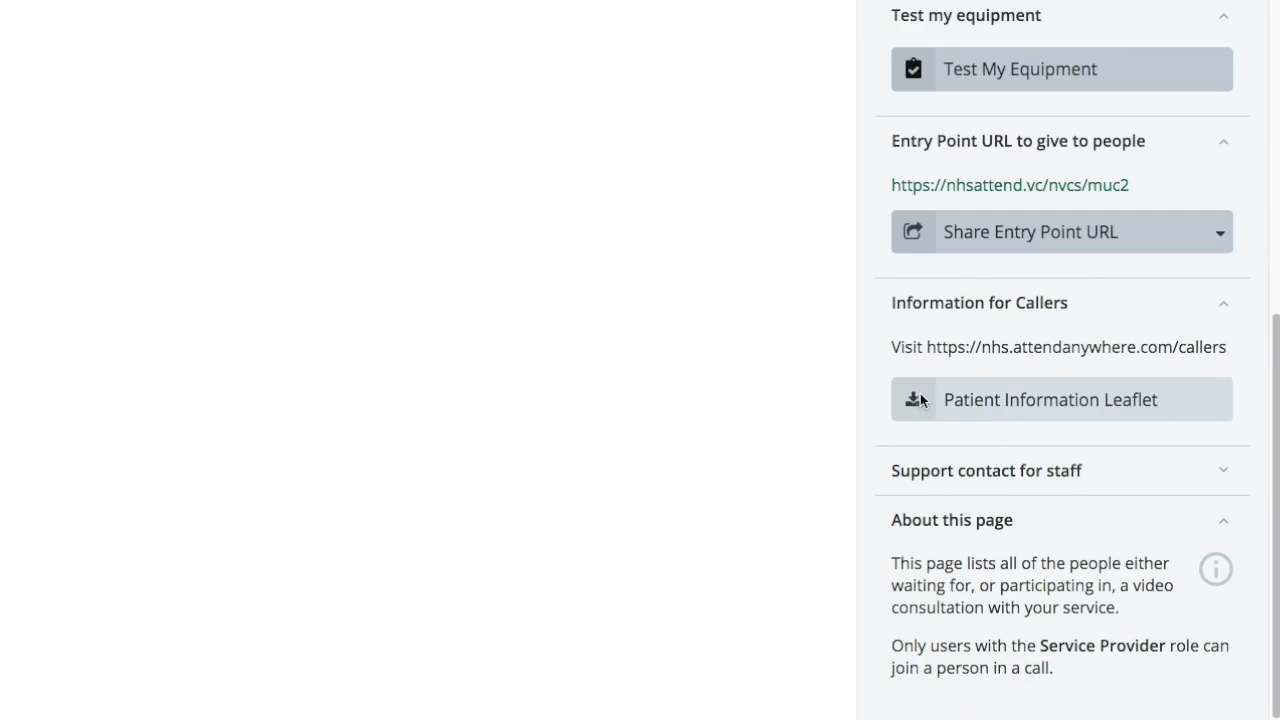 Test my equipment
Test My Equipment
Entry Point URL to give to people
https://nhsattend.vc/nvcs/muc2
Share Entry Point URL
Information for Callers
Visit https://nhs.attendanywhere.com/callers
Patient Information Leaflet
Support contact for staff
About this page
This page lists all of the people either
waiting for, or participating in, a video
consultation with your service.
Only users with the Service Provider role can
join a person in a call.